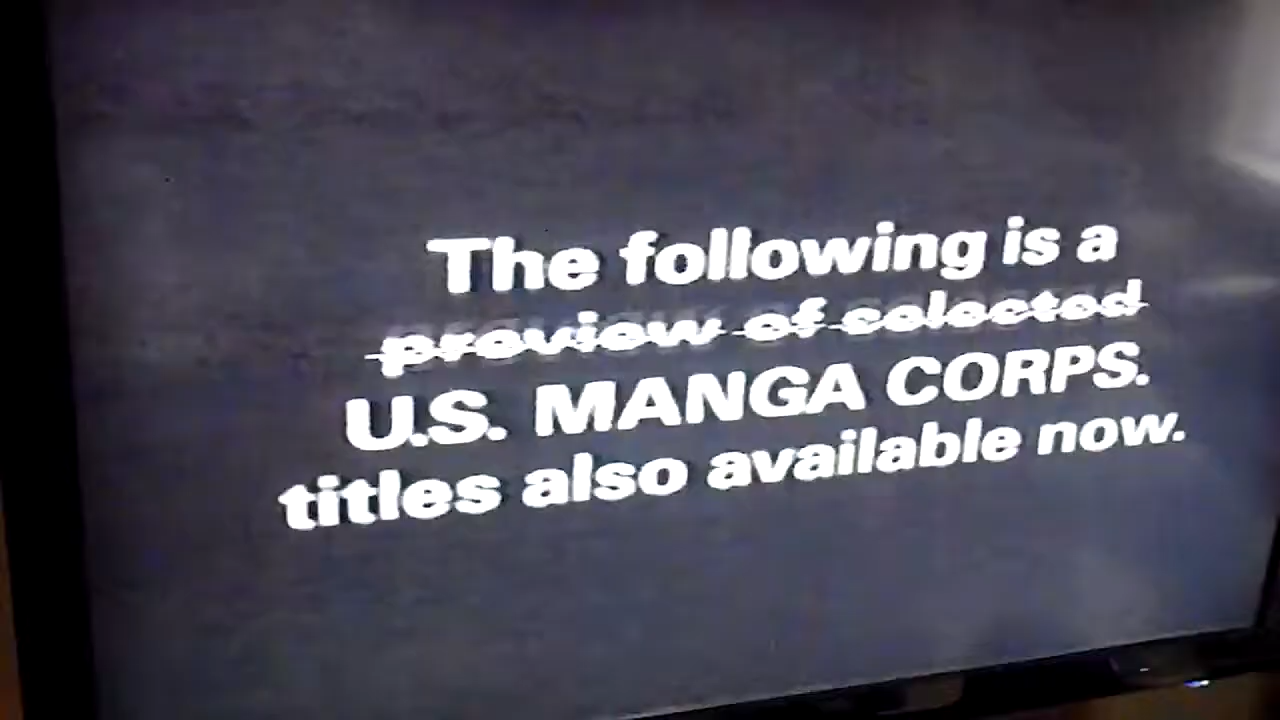 The following is a
preview of selected
U.S. MANGA CORPS.
titles also available now.